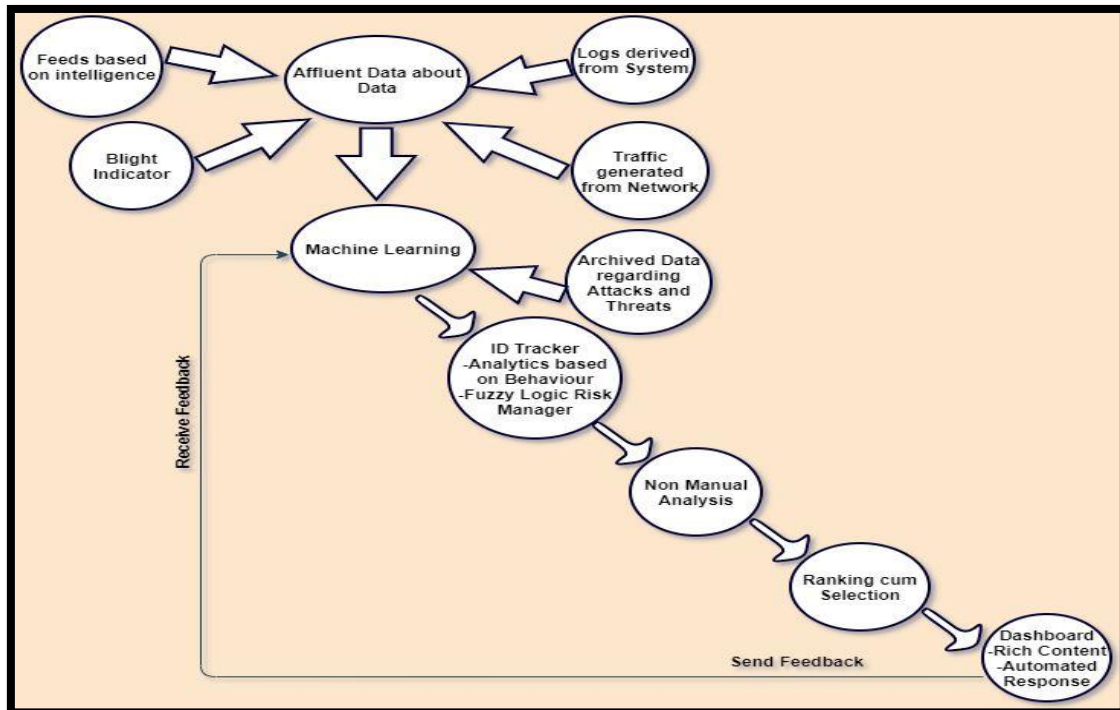 Feeds based
on intelligence
Affluent Data about
Data
Logs derived
from System
Blight
Indicator
Traffic
generated
from Network
Machine Learning
Archived Data
regarding
Attacks and
Threats
ID Tracker
-Analytics based
on Behaviour
-Fuzzy Logic Risk
Manager
Receive Feedback
Non Manual
Analysis
Ranking cum
Selection
Dashboard
-Rich Content
-Automated
Response
Send Feedback